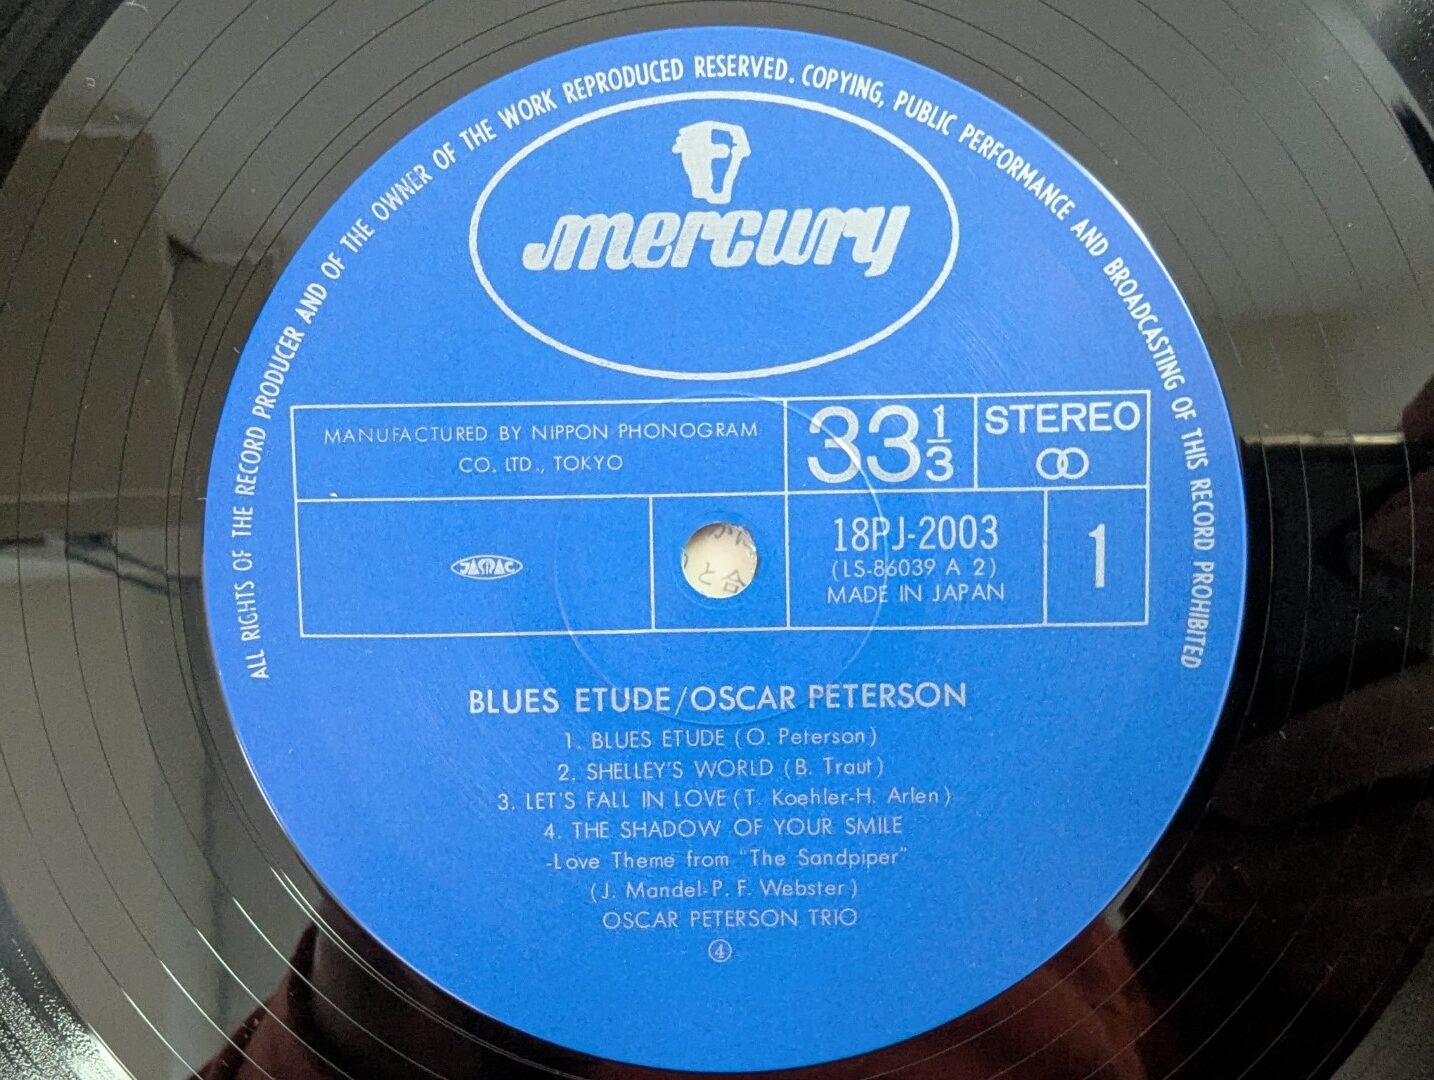 ALL RIGHTS OF THE RECORD PRODUCER AND OF THE OWNER OF THE WORK REPRODUCED RESERVED. COPYING, PUBLIC PERFORMANCE AND BROADCASTING OF THIS RECORD PROHIBITED
mercury
MANUFACTURED BY NIPPON PHONOGRAM
CO. LTD., TOKYO
33 1/3
STEREO
JASRAC
18PJ-2003
(LS-86039 A 2)
MADE IN JAPAN
1
BLUES ETUDE/OSCAR PETERSON
1. BLUES ETUDE (O. Peterson)
2. SHELLEY'S WORLD (B. Traut)
3. LET'S FALL IN LOVE (T. Koehler-H. Arlen)
4. THE SHADOW OF YOUR SMILE
-Love Theme from "The Sandpiper"
(J. Mandel-P. F. Webster)
OSCAR PETERSON TRIO
④